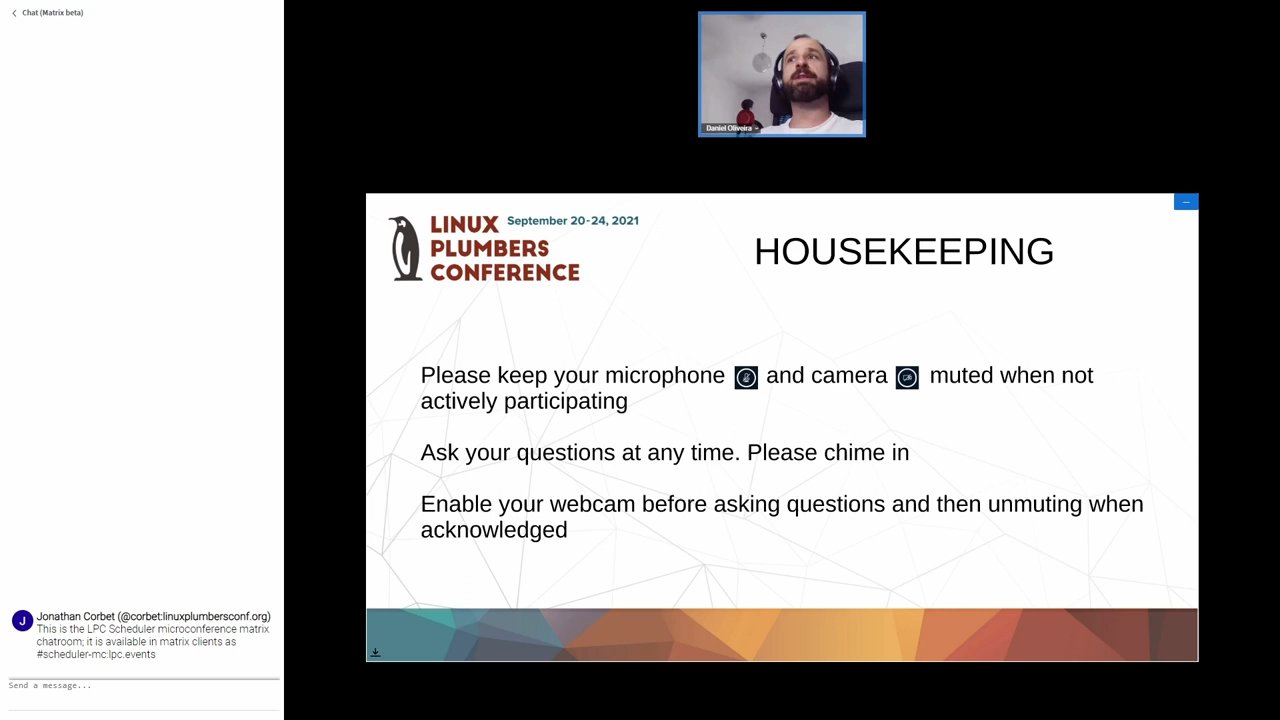 Chat (Matrix beta)
Daniel Oliveira
LINUX
September 20-24, 2021
PLUMBERS
CONFERENCE
HOUSEKEEPING
Please keep your microphone and camera muted when not
actively participating
Ask your questions at any time. Please chime in
Enable your webcam before asking questions and then unmuting when
acknowledged
J
Jonathan Corbet (@corbet:linuxplumbersconf.org)
This is the LPC Scheduler microconference matrix
chatroom; it is available in matrix clients as
#scheduler-mc:lpc.events
Send a message...